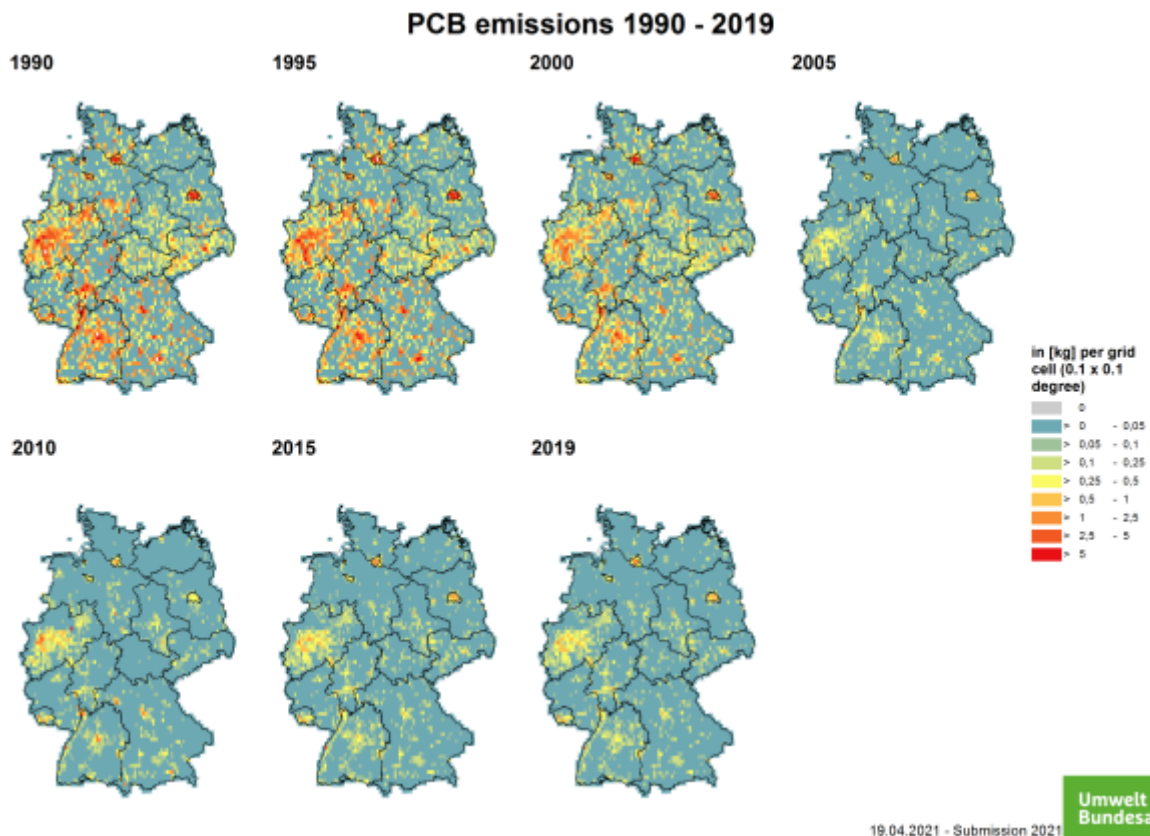 PCB emissions 1990 - 2019
1990
1995
2000
2005
in [kg] per grid
cell (0.1 x 0.1
degree)
0
> 0 - 0,05
> 0,05 - 0,1
> 0,1 - 0,25
> 0,25 - 0,5
> 0,5 - 1
> 1 - 2,5
> 2,5 - 5
> 5
2010
2015
2019
Umwelt
Bundesa
19.04.2021 - Submission 2021